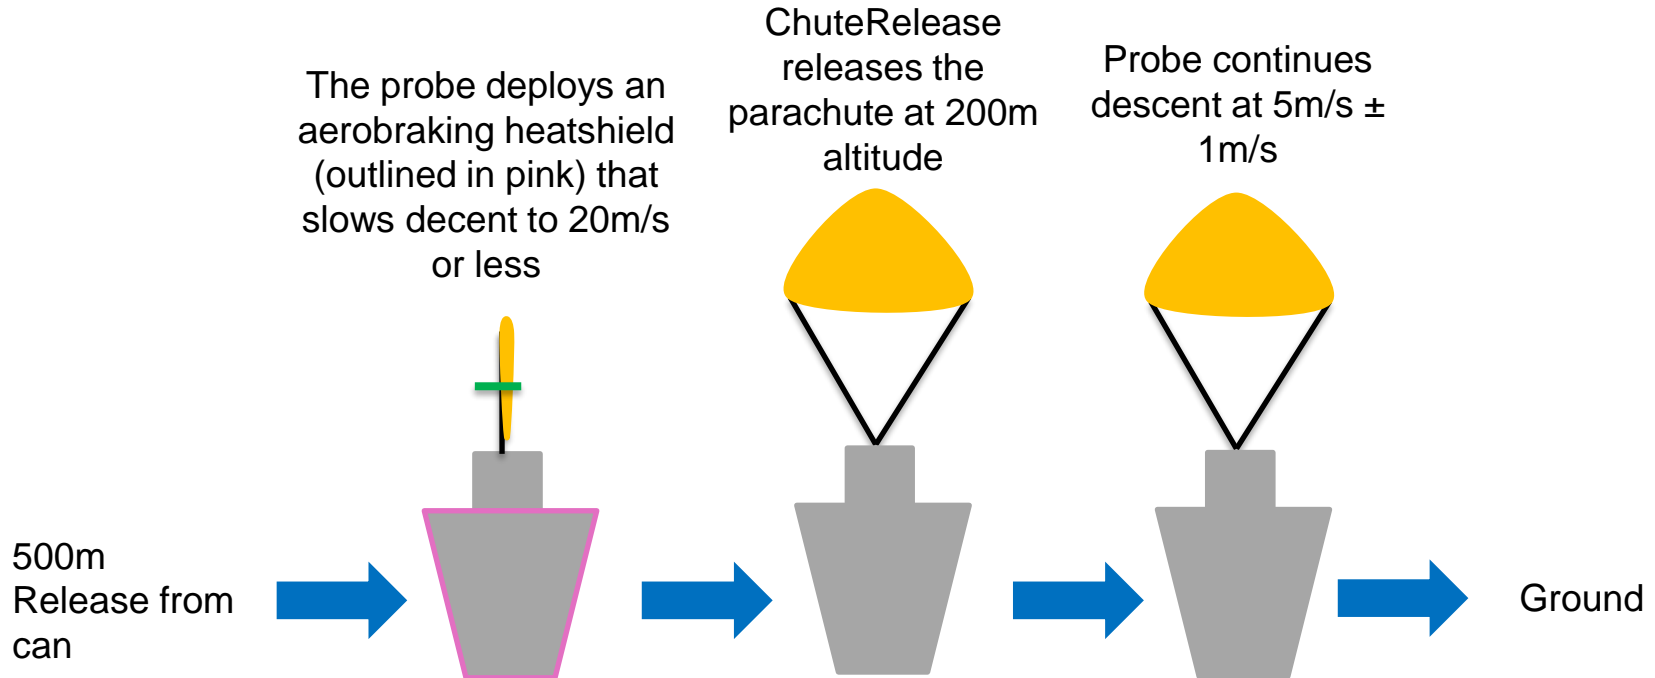 500m
Release from
can
The probe deploys an
aerobraking heatshield
(outlined in pink) that
slows decent to 20m/s
or less
ChuteRelease
releases the
parachute at 200m
altitude
Probe continues
descent at 5m/s ±
1m/s
Ground